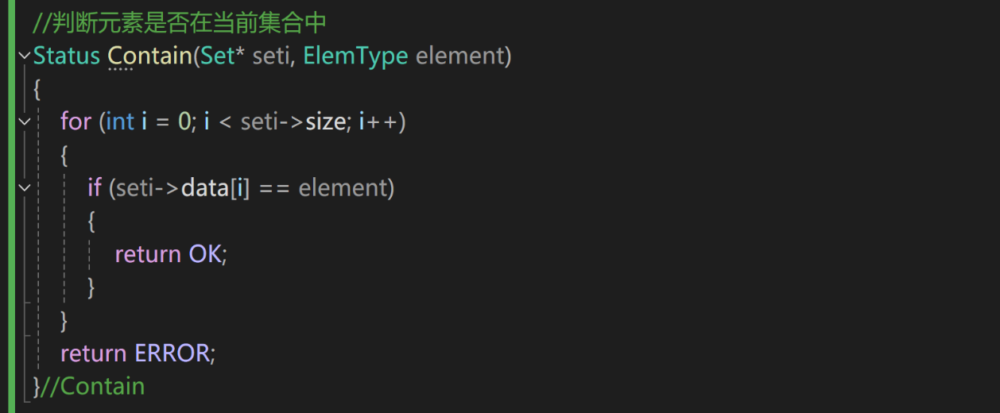 //判断元素是否在当前集合中
Status Contain(Set* seti, ElemType element)
{
for (int i = 0; i < seti->size; i++)
{
if (seti->data[i] == element)
{
return OK;
}
}
return ERROR;
}//Contain